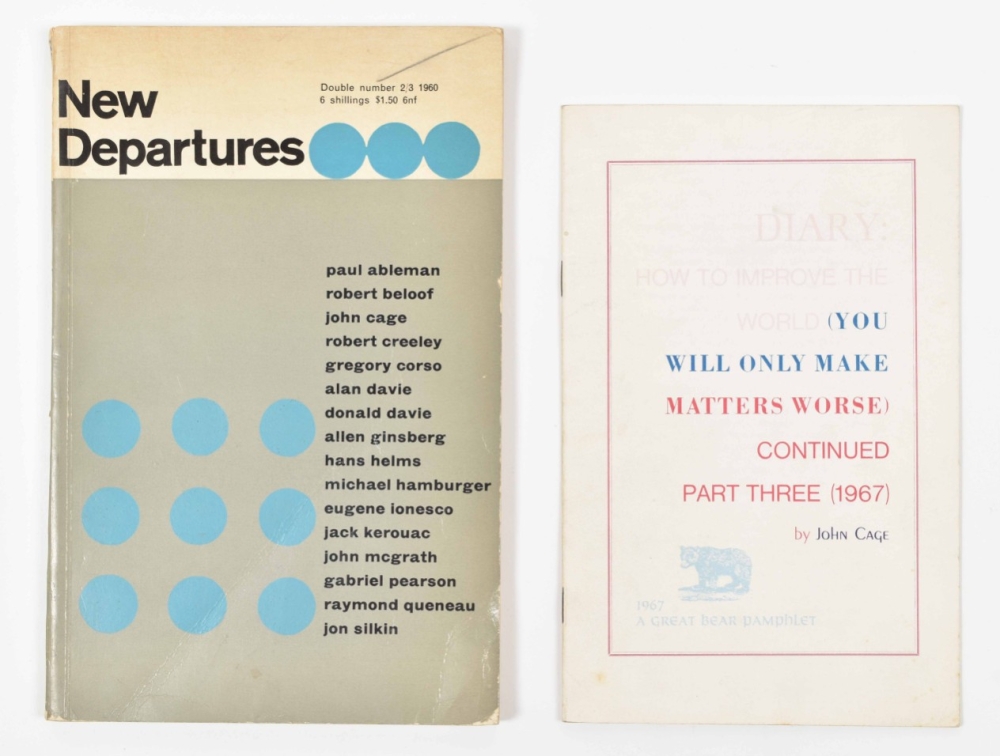 New
Departures
Double number 2/3 1960
6 shillings $1.50 6nf
paul ableman
robert beloof
john cage
robert creeley
gregory corso
alan davie
donald davie
allen ginsberg
hans helms
michael hamburger
eugene ionesco
jack kerouac
john mcgrath
gabriel pearson
raymond queneau
jon silkin
DIARY:
HOW TO IMPROVE THE
WORLD (YOU
WILL ONLY MAKE
MATTERS WORSE)
CONTINUED
PART THREE (1967)
by John Cage
1967
A GREAT BEAR PAMPHLET